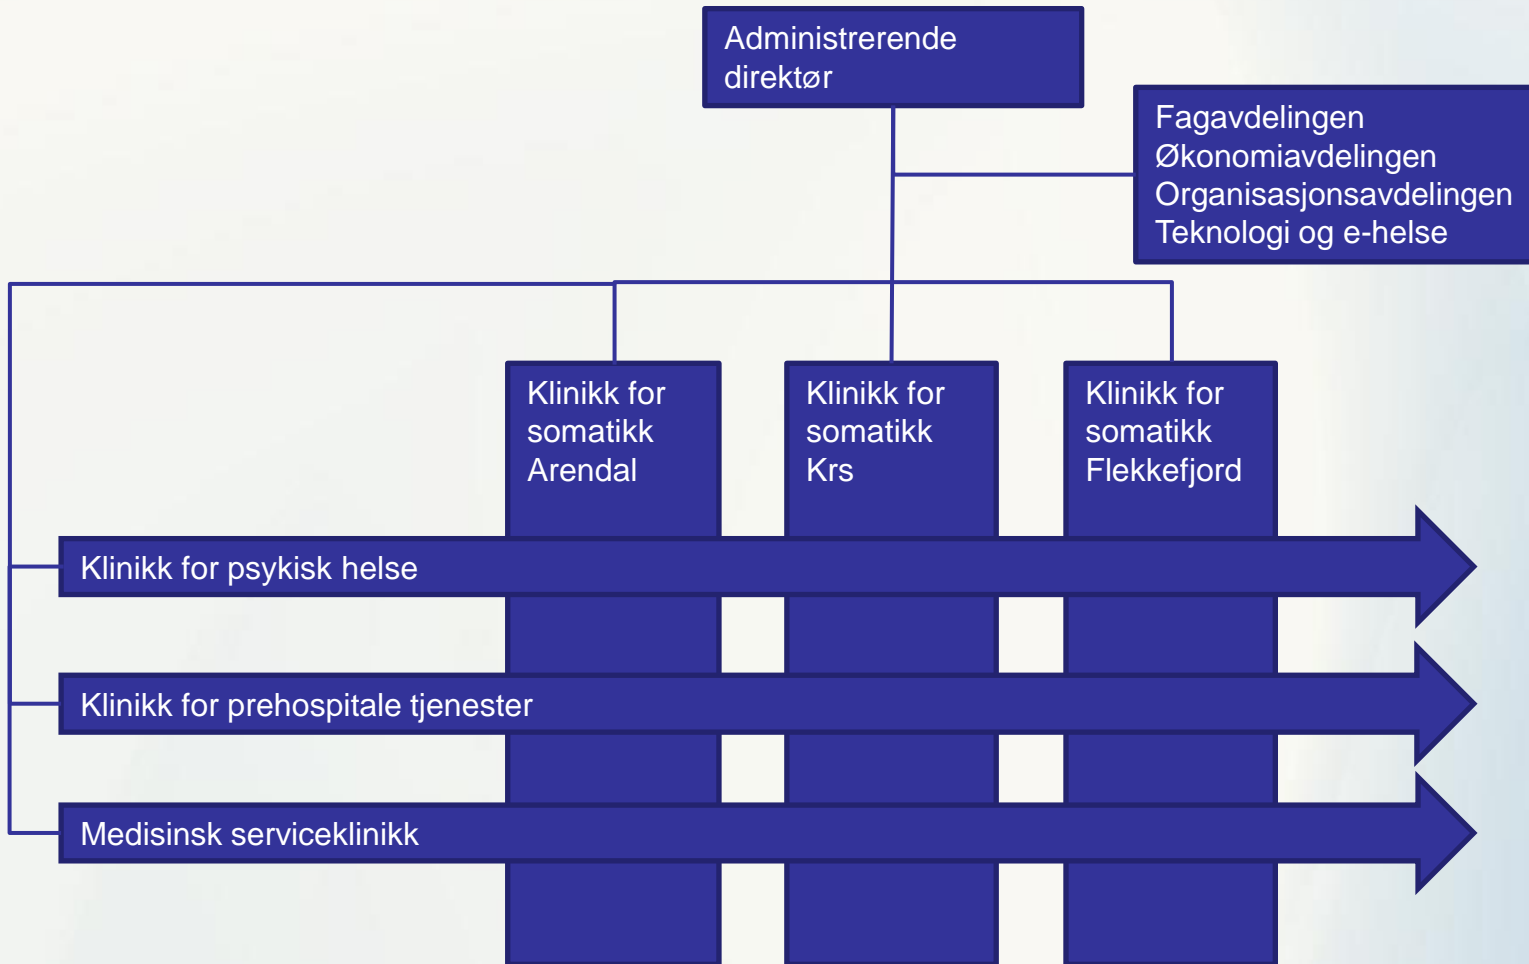 Administrerende
direktør
Fagavdelingen
Økonomiavdelingen
Organisasjonsavdelingen
Teknologi og e-helse
Klinikk for
somatikk
Arendal
Klinikk for
somatikk
Krs
Klinikk for
somatikk
Flekkefjord
Klinikk for psykisk helse
Klinikk for prehospitale tjenester
Medisinsk serviceklinikk